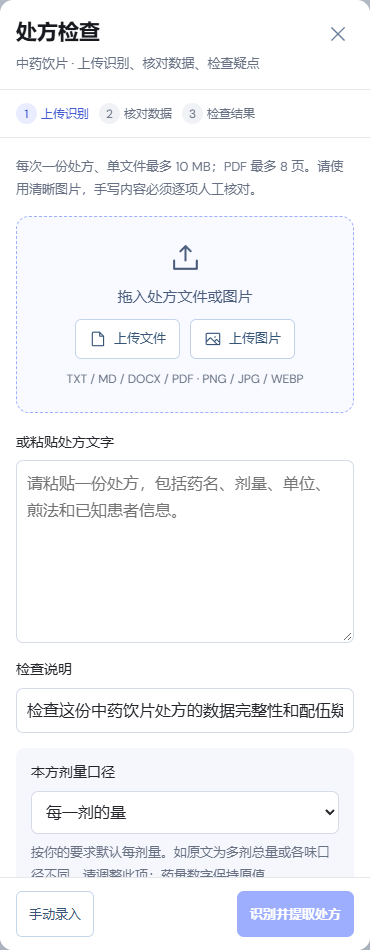 处方检查
中药饮片 · 上传识别、核对数据、检查疑点
1 上传识别 2 核对数据 3 检查结果
每次一份处方、单文件最多 10 MB；PDF 最多 8 页。请使
用清晰图片，手写内容必须逐项人工核对。
拖入处方文件或图片
上传文件 上传图片
TXT / MD / DOCX / PDF · PNG / JPG / WEBP
或粘贴处方文字
请粘贴一份处方，包括药名、剂量、单位、
煎法和已知患者信息。
检查说明
检查这份中药饮片处方的数据完整性和配伍疑
本方剂量口径
每一剂的量
按你的要求默认每剂量。如原文为多剂总量或各味口
径不同，请调整此项；药量数字保持原值
手动录入 识别并提取处方